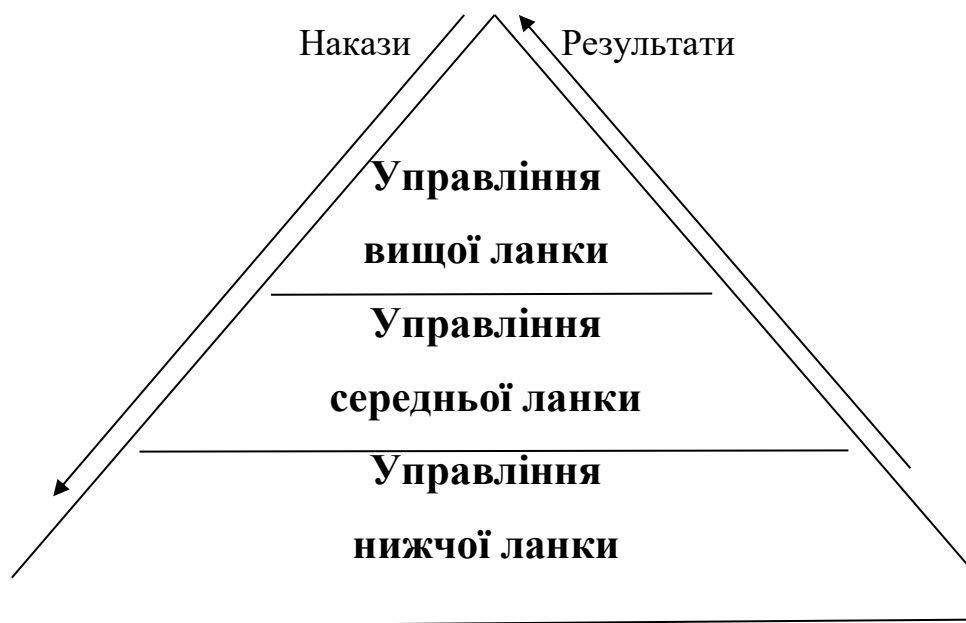 Накази
Результати
Управління
вищої ланки
Управління
середньої ланки
Управління
нижчої ланки